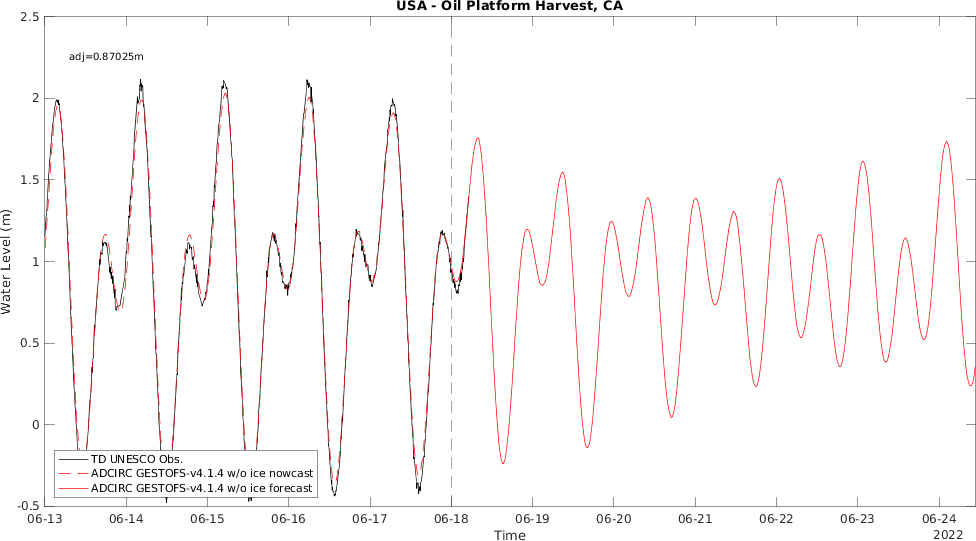 USA - Oil Platform Harvest, CA
2.5
adj=0.87025m
2
1.5
Water Level (m)
1
0.5
0
TD UNESCO Obs.
ADCIRC GESTOFS-v4.1.4 w/o ice nowcast
ADCIRC GESTOFS-v4.1.4 w/o ice forecast
-0.5
06-13 06-14 06-15 06-16 06-17 06-18 06-19 06-20 06-21 06-22 06-23 06-24
Time
2022